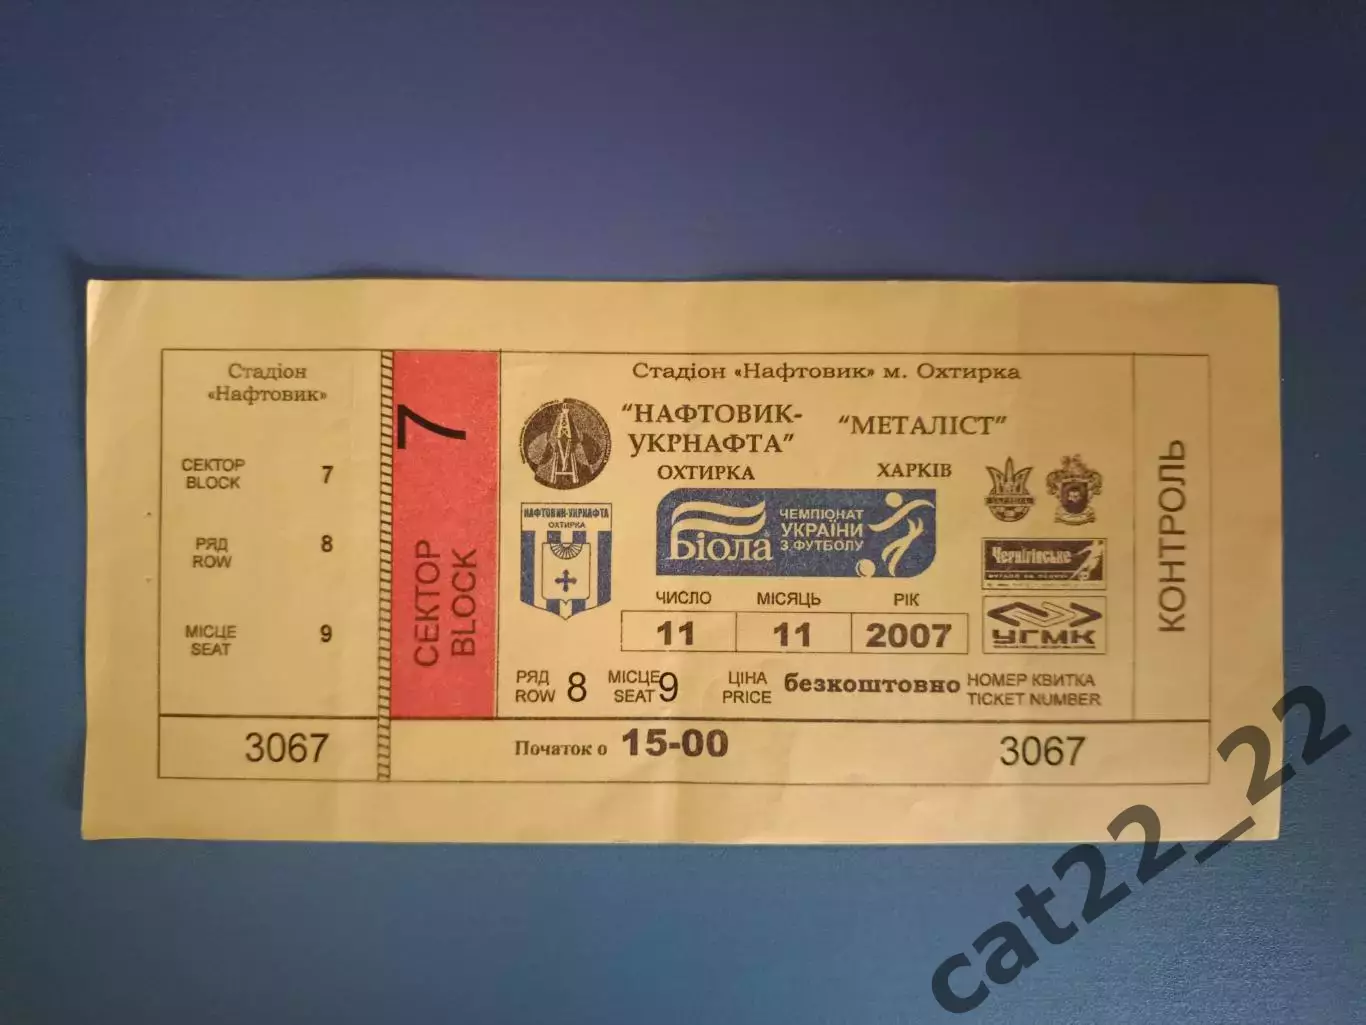 Стадіон
«Нафтовик»
СЕКТОР
BLOCK
7
РЯД
ROW
8
МІСЦЕ
SEAT
9
3067
7
СЕКТОР
BLOCK
Стадіон «Нафтовик» м. Охтирка
"НАФТОВИК-
УКРНАФТА"
ОХТИРКА
"МЕТАЛІСТ"
ХАРКІВ
НАФТОВИК-УКРНАФТА
ОХТИРКА
Біола
ЧЕМПІОНАТ
УКРАЇНИ
З ФУТБОЛУ
Чернігівське
УГМК
ЧИСЛО МІСЯЦЬ РІК
11 11 2007
РЯД
ROW
8
МІСЦЕ
SEAT
9
ЦІНА
PRICE
безкоштовно
НОМЕР КВИТКА
TICKET NUMBER
Початок о 15-00
3067
КОНТРОЛЬ
cat22_22